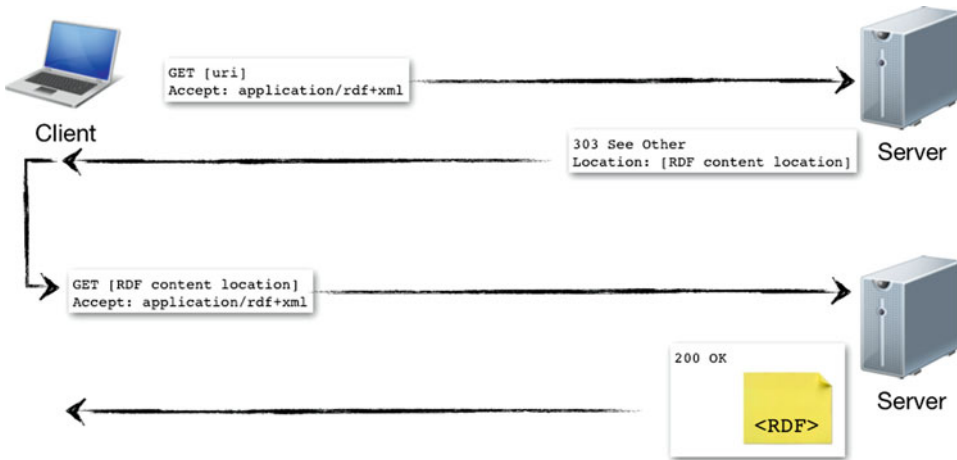 GET [uri]
Accept: application/rdf+xml
Client
303 See Other
Location: [RDF content location]
Server
GET [RDF content location]
Accept: application/rdf+xml
200 OK
<RDF>
Server